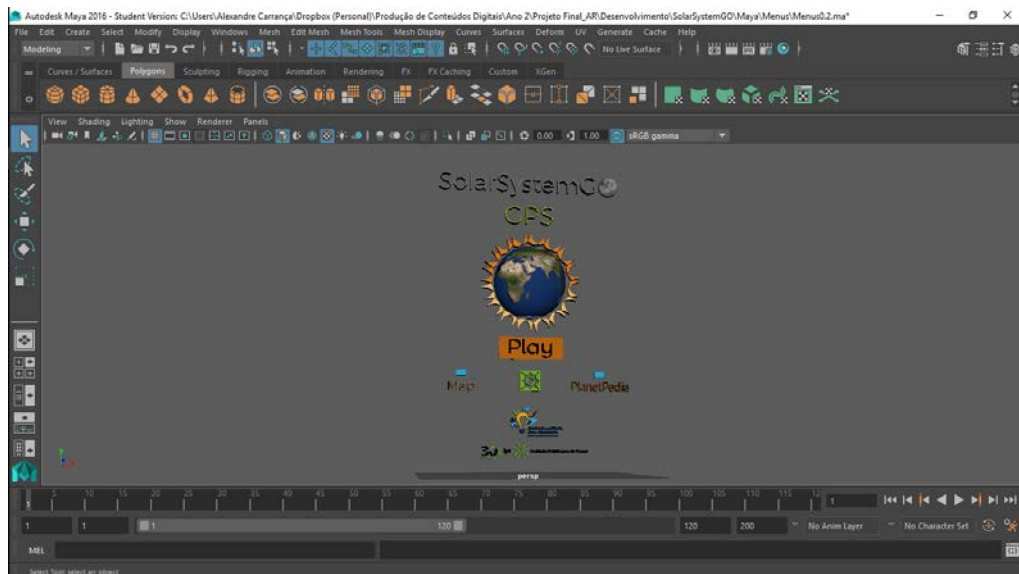 Autodesk Maya 2016 - Student Version: C:\Users\Alexandre Carrança\Dropbox (Personal)\Produção de Conteúdos Digitais\Ano 2\Projeto Final_AR\Desenvolvimento\SolarSystemGO\Maya\Menus\Menus0.2.ma*
File Edit Create Select Modify Display Windows Mesh Edit Mesh Mesh Tools Mesh Display Curves Surfaces Deform UV Generate Cache Help
Modeling No Live Surface
Curves / Surfaces Polygons Sculpting Rigging Animation Rendering FX FX Caching Custom XGen
View Shading Lighting Show Renderer Panels
0.00 1.00 sRGB gamma
SolarSystemGO
GPS
Play
Map PlanetPedia
30
persp
5 10 15 20 25 30 35 40 45 50 55 60 65 70 75 80 85 90 95 100 105 110 115 12 1
1 1 1 120 120 200 No Anim Layer No Character Set
MEL
Select Tool: select an object